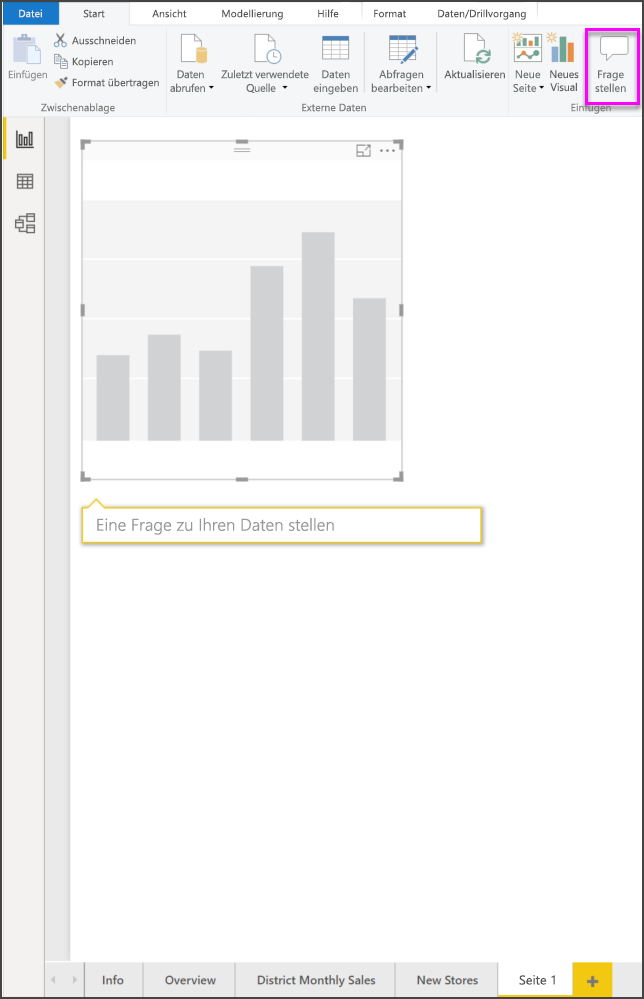 Datei Start Ansicht Modellierung Hilfe Format Daten/Drillvorgang
Einfügen
Ausschneiden
Kopieren
Format übertragen
Daten
abrufen
Zuletzt verwendete
Quelle
Daten
eingeben
Abfragen
bearbeiten
Aktualisieren
Neue
Seite
Neues
Visual
Frage
stellen
Zwischenablage Externe Daten Einfügen
Eine Frage zu Ihren Daten stellen
Info Overview District Monthly Sales New Stores Seite 1 +